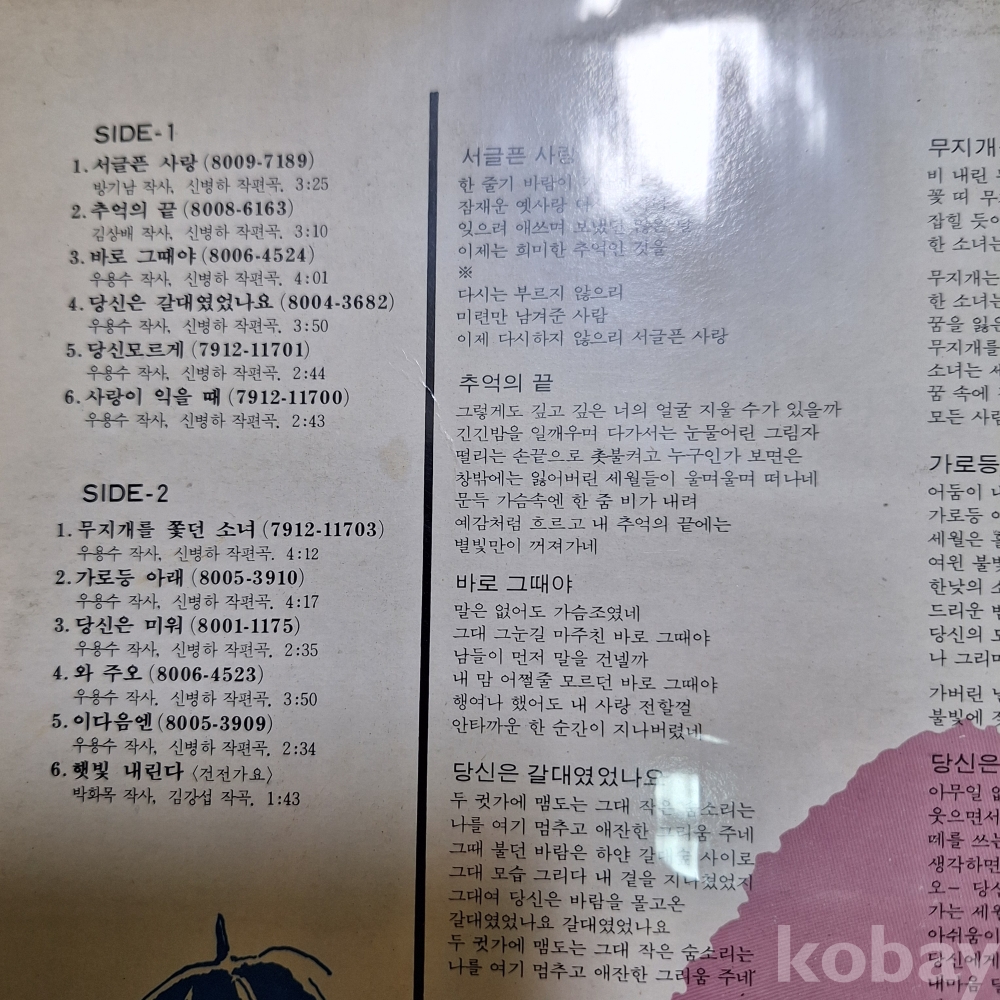 SIDE-1
1. 서글픈 사랑 (8009-7189)
방기남 작사, 신병하 작편곡. 3:25
2. 추억의 끝 (8008-6163)
김상배 작사, 신병하 작편곡. 3:10
3. 바로 그때야 (8006-4524)
우용수 작사, 신병하 작편곡. 4:01
4. 당신은 갈대였었나요 (8004-3682)
우용수 작사, 신병하 작편곡. 3:50
5. 당신모르게 (7912-11701)
우용수 작사, 신병하 작편곡. 2:44
6. 사랑이 익을 때 (7912-11700)
우용수 작사, 신병하 작편곡. 2:43
SIDE-2
1. 무지개를 쫓던 소녀 (7912-11703)
우용수 작사, 신병하 작편곡. 4:12
2. 가로등 아래 (8005-3910)
우용수 작사, 신병하 작편곡. 4:17
3. 당신은 미워 (8001-1175)
우용수 작사, 신병하 작편곡. 2:35
4. 와 주오 (8006-4523)
우용수 작사, 신병하 작편곡. 3:50
5. 이다음엔 (8005-3909)
우용수 작사, 신병하 작편곡. 2:34
6. 햇빛 내린다 〈건전가요〉
박화목 작사, 김강섭 작곡. 1:43
서글픈 사랑
한 줄기 바람이
잠재운 옛사랑
잊으려 애쓰며 보냈던 많은 날
이제는 희미한 추억인 것을
※
다시는 부르지 않으리
미련만 남겨준 사람
이제 다시하지 않으리 서글픈 사랑
추억의 끝
그렇게도 깊고 깊은 너의 얼굴 지울 수가 있을까
긴긴밤을 일깨우며 다가서는 눈물어린 그림자
떨리는 손끝으로 촛불켜고 누구인가 보면은
창밖에는 잃어버린 세월들이 울며울며 떠나네
문득 가슴속엔 한 줌 비가 내려
예감처럼 흐르고 내 추억의 끝에는
별빛만이 꺼져가네
바로 그때야
말은 없어도 가슴조였네
그대 그눈길 마주친 바로 그때야
남들이 먼저 말을 건넬까
내 맘 어쩔줄 모르던 바로 그때야
행여나 했어도 내 사랑 전할껄
안타까운 한 순간이 지나버렸네
당신은 갈대였었나요
두 귓가에 맴도는 그대 작은 숨소리는
나를 여기 멈추고 애잔한 그리움 주네
그때 불던 바람은 하얀 갈대숲 사이로
그대 모습 그리다 내 곁을 지나쳤었지
그대여 당신은 바람을 몰고온
갈대였었나요 갈대였었나요
두 귓가에 맴도는 그대 작은 숨소리는
나를 여기 멈추고 애잔한 그리움 주네
무지개
비 내린
꽃 떠
잡힐 듯
한 소녀는
무지개는
한 소녀는
꿈을 잃은
무지개를
소녀는
꿈 속에
모든
가로등
어둠이
가로등
세월은
여윈
한낮의
드리운
당신의
나
가버린
불빛에
당신은
아무일
웃으면서
떼를
생각하면
오-
가는
아쉬움이
당신에게
내마음
kobay